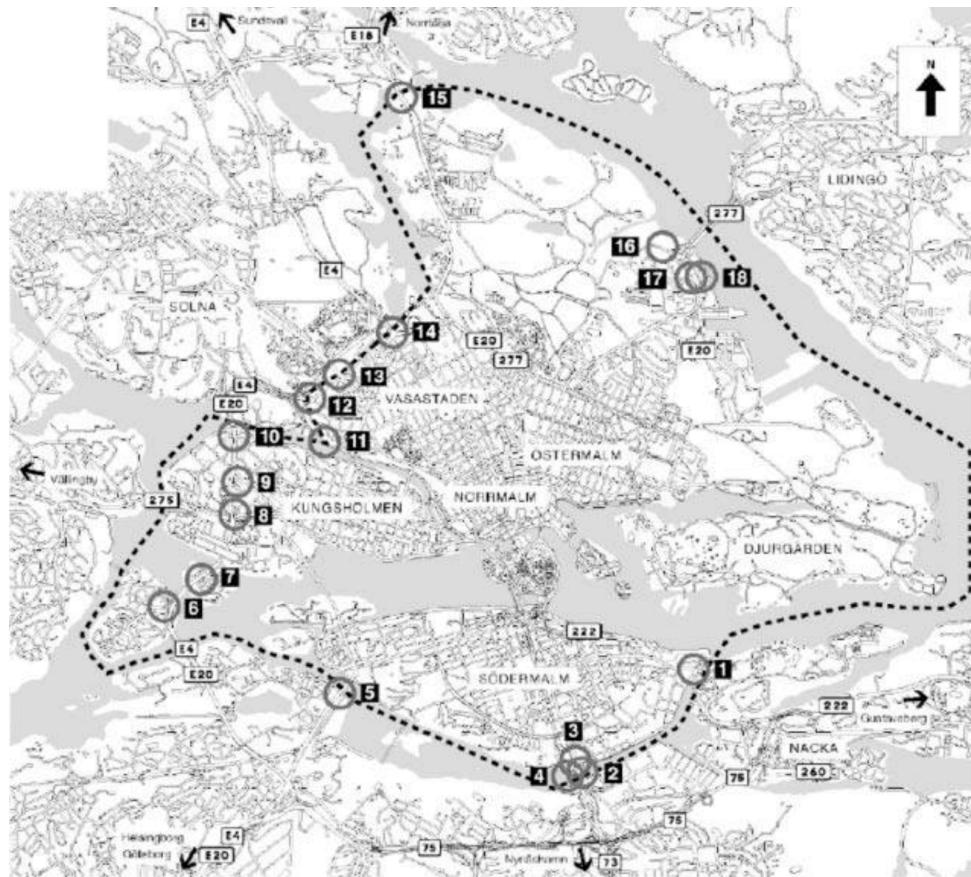 E4
Sundsvall
E18
Norrtälje
15
N
LIDINGÖ
277
16
17
18
E4
SOLNA
14
E20
277
E20
13
E4
E20
12
VASASTADEN
10
11
ÖSTERMALM
Vällingby
9
275
8
KUNGSHOLMEN
NORRMALM
DJURGÅRDEN
7
6
222
E4
E20
5
SÖDERMALM
1
222
Gustavsberg
3
NACKA
4
2
75
260
Helsingborg
E4
Göteborg
E20
75
75
Nynäshamn
73